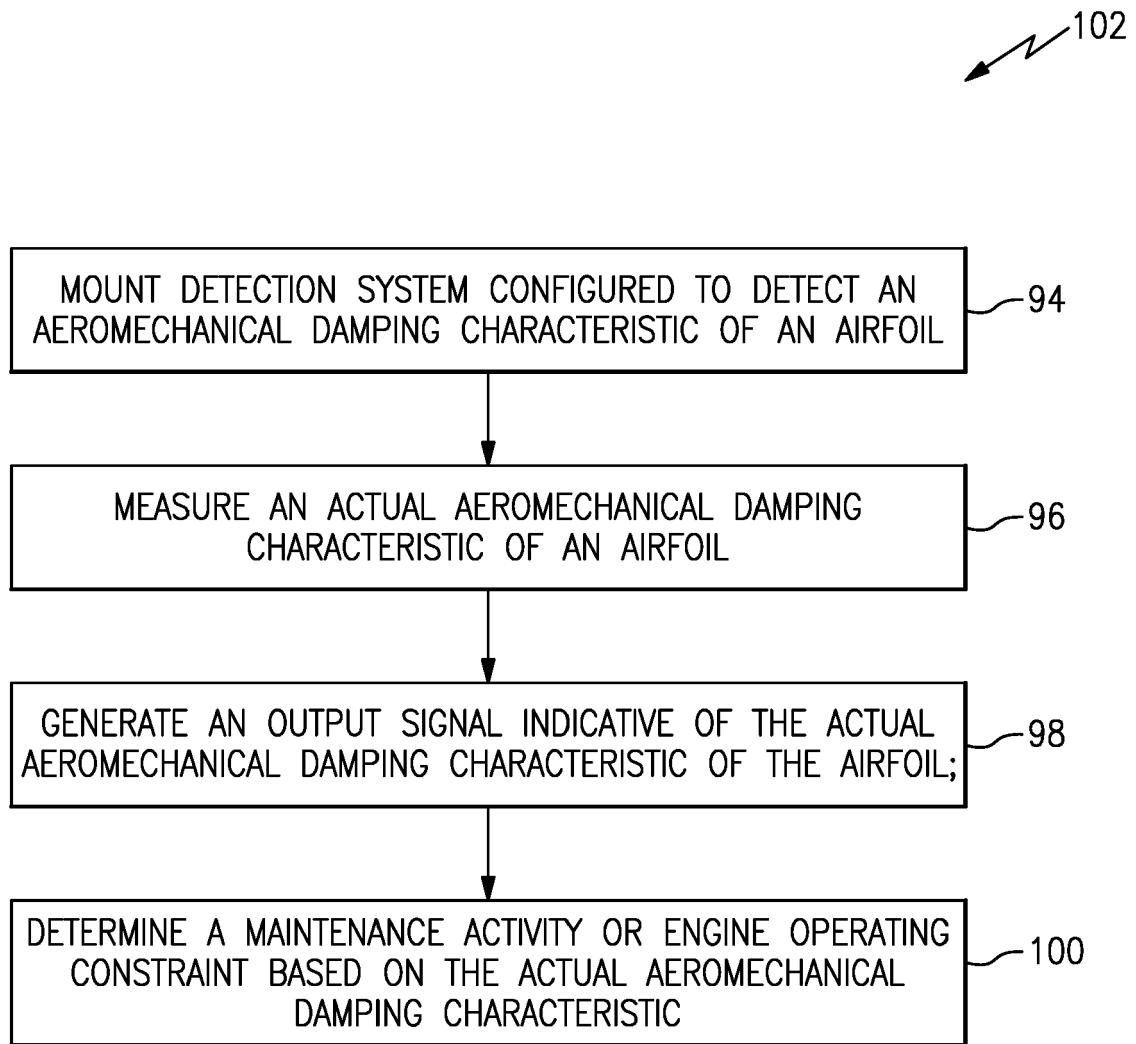 102
MOUNT DETECTION SYSTEM CONFIGURED TO DETECT AN
AEROMECHANICAL DAMPING CHARACTERISTIC OF AN AIRFOIL
94
MEASURE AN ACTUAL AEROMECHANICAL DAMPING
CHARACTERISTIC OF AN AIRFOIL
96
GENERATE AN OUTPUT SIGNAL INDICATIVE OF THE ACTUAL
AEROMECHANICAL DAMPING CHARACTERISTIC OF THE AIRFOIL;
98
DETERMINE A MAINTENANCE ACTIVITY OR ENGINE OPERATING
CONSTRAINT BASED ON THE ACTUAL AEROMECHANICAL
DAMPING CHARACTERISTIC
100